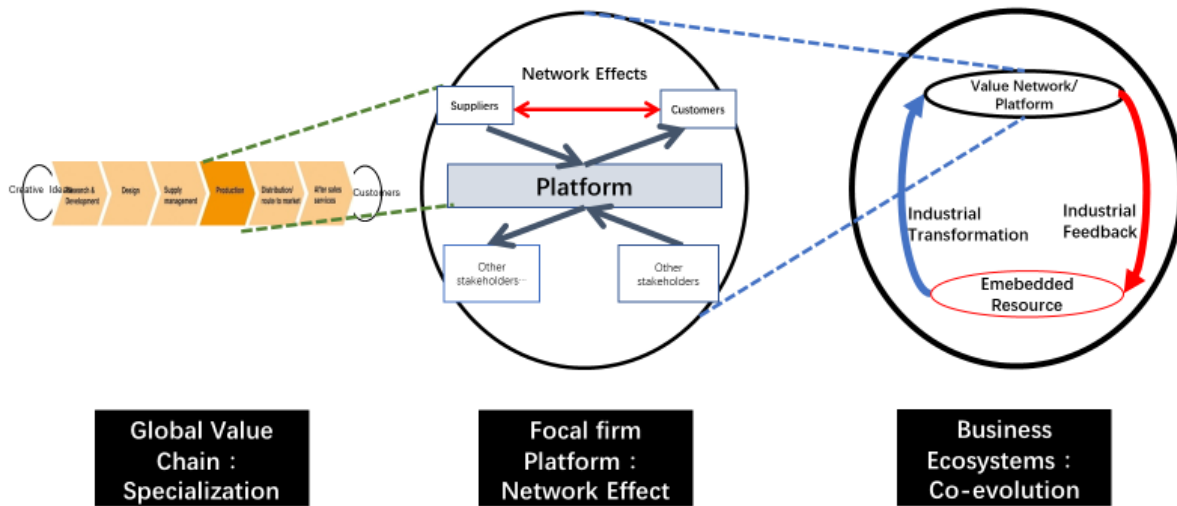 Creative Ideas
Research &
Development
Design
Supply
management
Production
Distribution/
route to market
After sales
services
Customers
Network Effects
Suppliers
Customers
Platform
Other
stakeholders…
Other
stakeholders
Value Network/
Platform
Industrial
Transformation
Industrial
Feedback
Emebedded
Resource
Global Value
Chain：
Specialization
Focal firm
Platform：
Network Effect
Business
Ecosystems：
Co-evolution